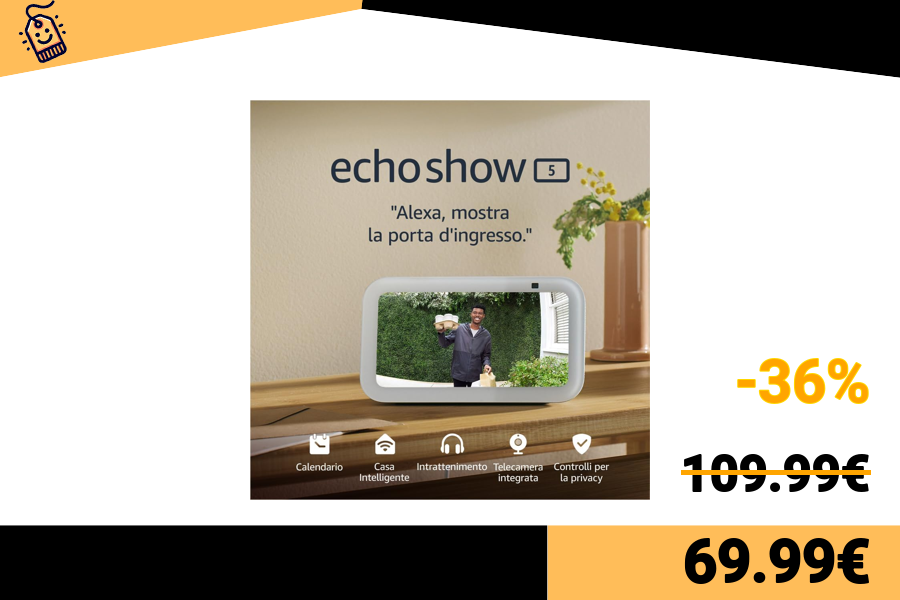 echo show 5
"Alexa, mostra
la porta d'ingresso."
Calendario
Casa
Intelligente
Intrattenimento
Telecamera
integrata
Controlli per
la privacy
-36%
109.99€
69.99€